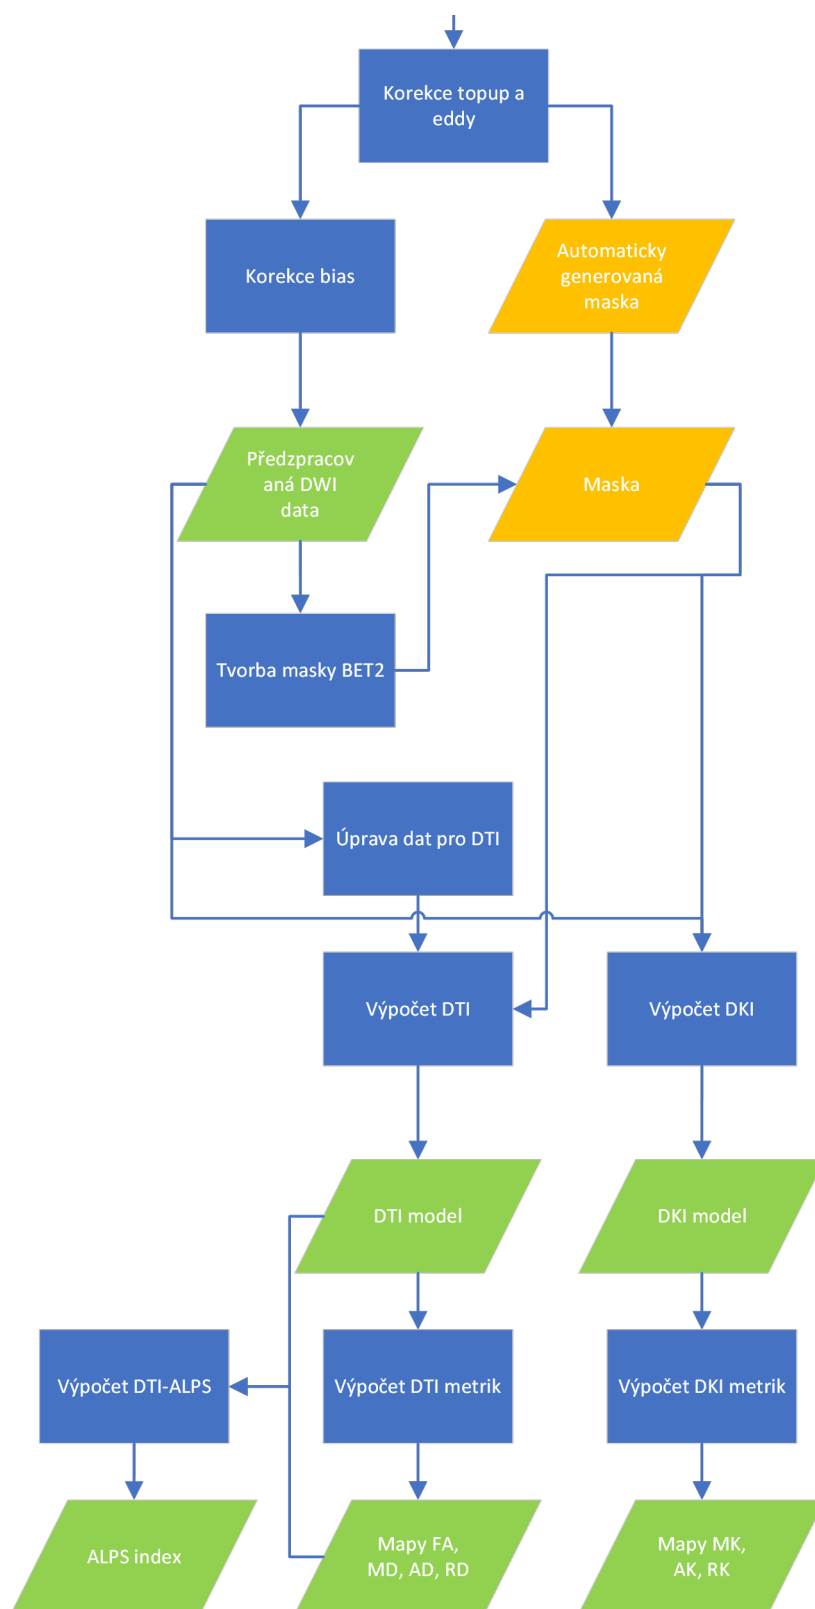 Korekce topup a
eddy
Korekce bias
Automaticky
generovaná
maska
Předzpracov
aná DWI
data
Maska
Tvorba masky BET2
Úprava dat pro DTI
Výpočet DTI
Výpočet DKI
DTI model
DKI model
Výpočet DTI-ALPS
Výpočet DTI metrik
Výpočet DKI metrik
ALPS index
Mapy FA,
MD, AD, RD
Mapy MK,
AK, RK